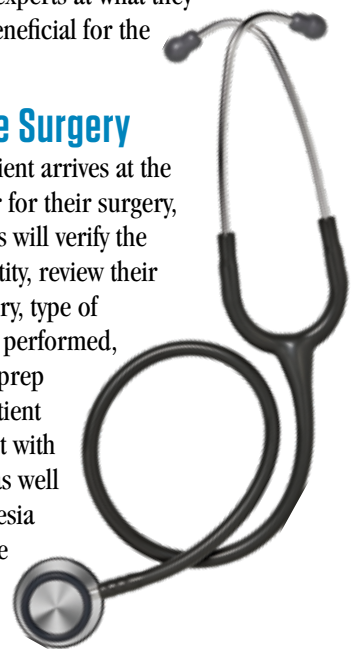 experts at what they
eneficial for the
e Surgery
ient arrives at the
r for their surgery,
s will verify the
tity, review their
ry, type of
performed,
prep
tient
t with
as well
esia
e